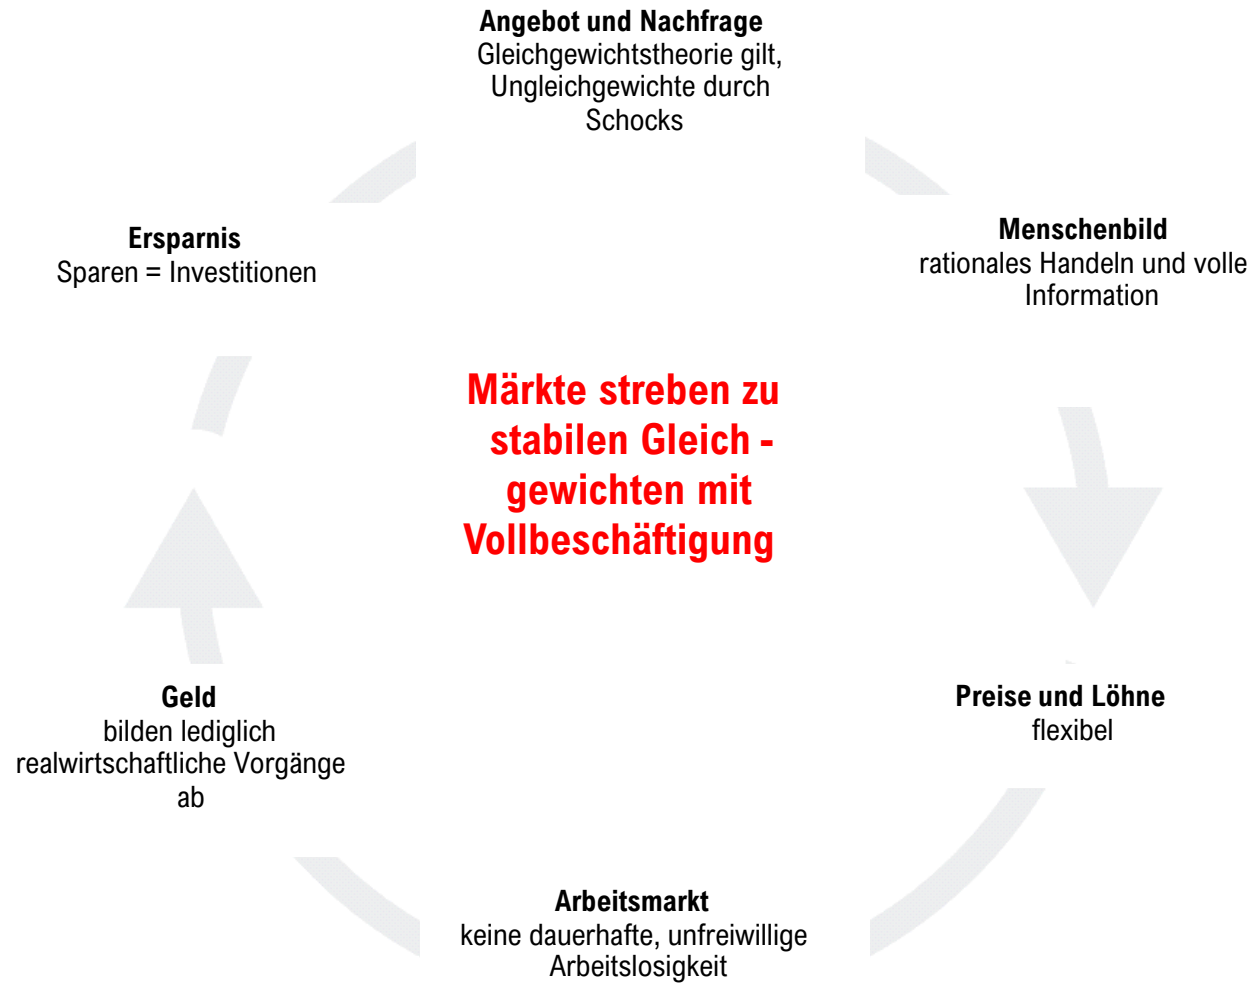 Angebot und Nachfrage
Gleichgewichtstheorie gilt,
Ungleichgewichte durch
Schocks
Menschenbild
rationales Handeln und volle
Information
Preise und Löhne
flexibel
Arbeitsmarkt
keine dauerhafte, unfreiwillige
Arbeitslosigkeit
Geld
bilden lediglich
realwirtschaftliche Vorgänge
ab
Ersparnis
Sparen = Investitionen
Märkte streben zu
stabilen Gleich -
gewichten mit
Vollbeschäftigung